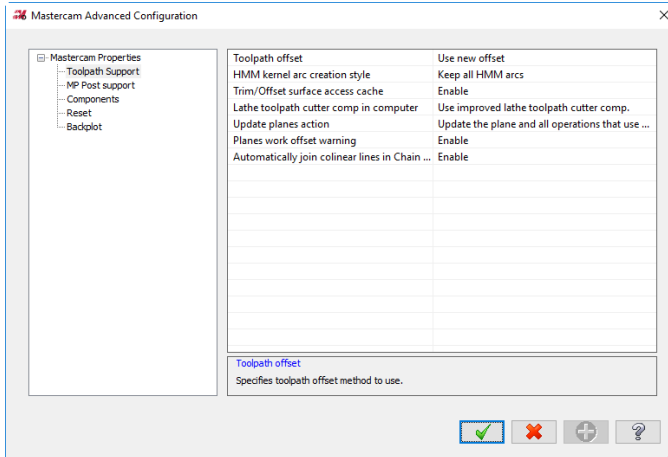 Mastercam Advanced Configuration
Mastercam Properties
Toolpath Support
MP Post support
Components
Reset
Backplot
Toolpath offset Use new offset
HMM kernel arc creation style Keep all HMM arcs
Trim/Offset surface access cache Enable
Lathe toolpath cutter comp in computer Use improved lathe toolpath cutter comp.
Update planes action Update the plane and all operations that use ...
Planes work offset warning Enable
Automatically join colinear lines in Chain ... Enable
Toolpath offset
Specifies toolpath offset method to use.